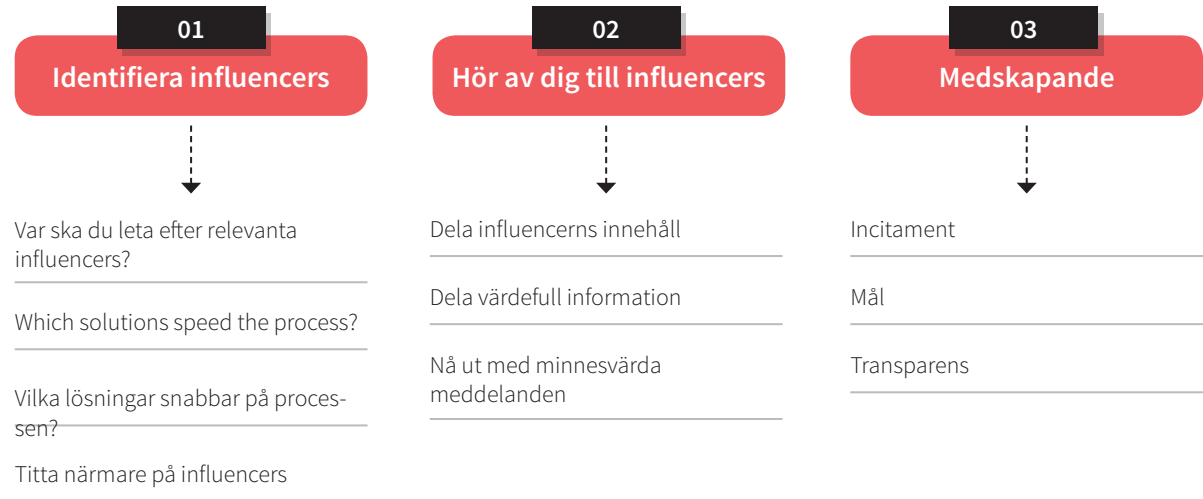 01
Identifiera influencers
Var ska du leta efter relevanta
influencers?
Which solutions speed the process?
Vilka lösningar snabbar på proces-
sen?
Titta närmare på influencers
02
Hör av dig till influencers
Dela influencerns innehåll
Dela värdefull information
Nå ut med minnesvärda
meddelanden
03
Medskapande
Incitament
Mål
Transparens